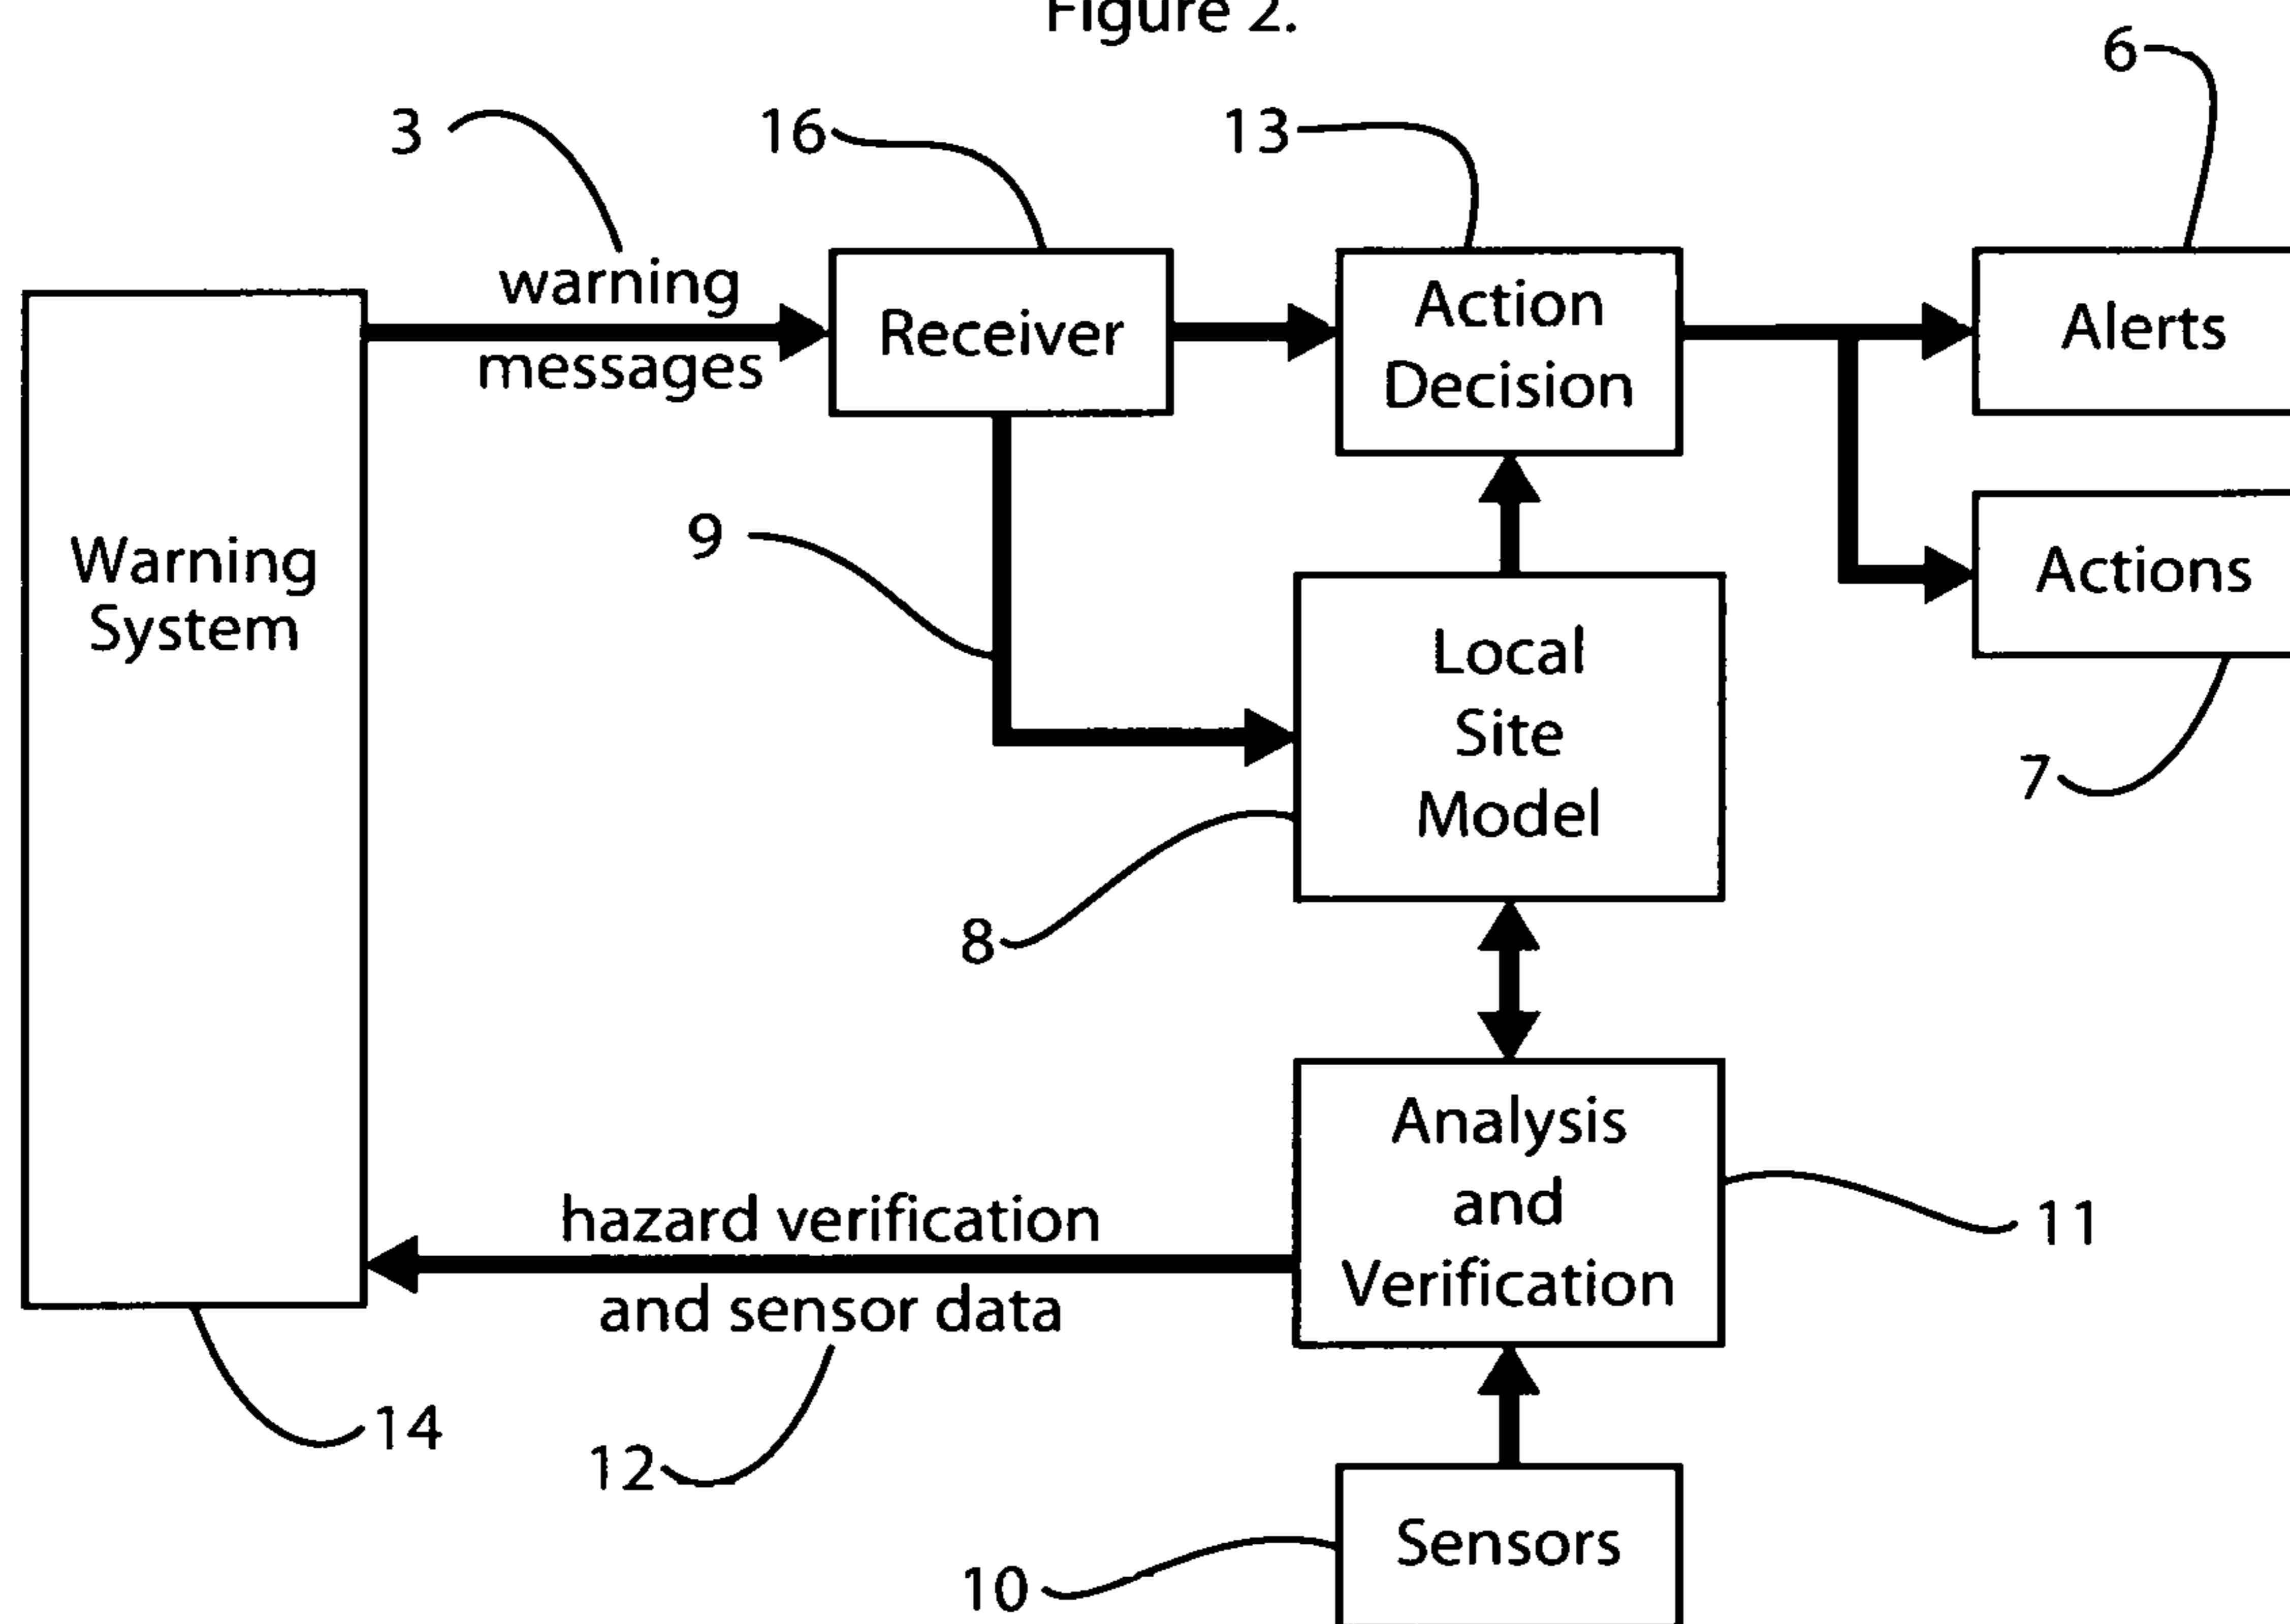 Figure 2.
6
3
16
13
warning
messages
Receiver
Action
Decision
Alerts
9
Warning
System
Actions
Local
Site
Model
7
8
Analysis
and
Verification
11
hazard verification
and sensor data
14
12
Sensors
10